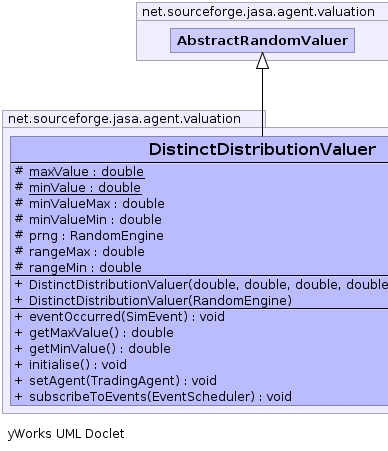 net.sourceforge.jasa.agent.valuation
AbstractRandomValuer
net.sourceforge.jasa.agent.valuation
DistinctDistributionValuer
# maxValue : double
# minValue : double
# minValueMax : double
# minValueMin : double
# prng : RandomEngine
# rangeMax : double
# rangeMin : double
+ DistinctDistributionValuer(double, double, double, double
+ DistinctDistributionValuer(RandomEngine)
+ eventOccurred(SimEvent) : void
+ getMaxValue() : double
+ getMinValue() : double
+ initialise() : void
+ setAgent(TradingAgent) : void
+ subscribeToEvents(EventScheduler) : void
yWorks UML Doclet